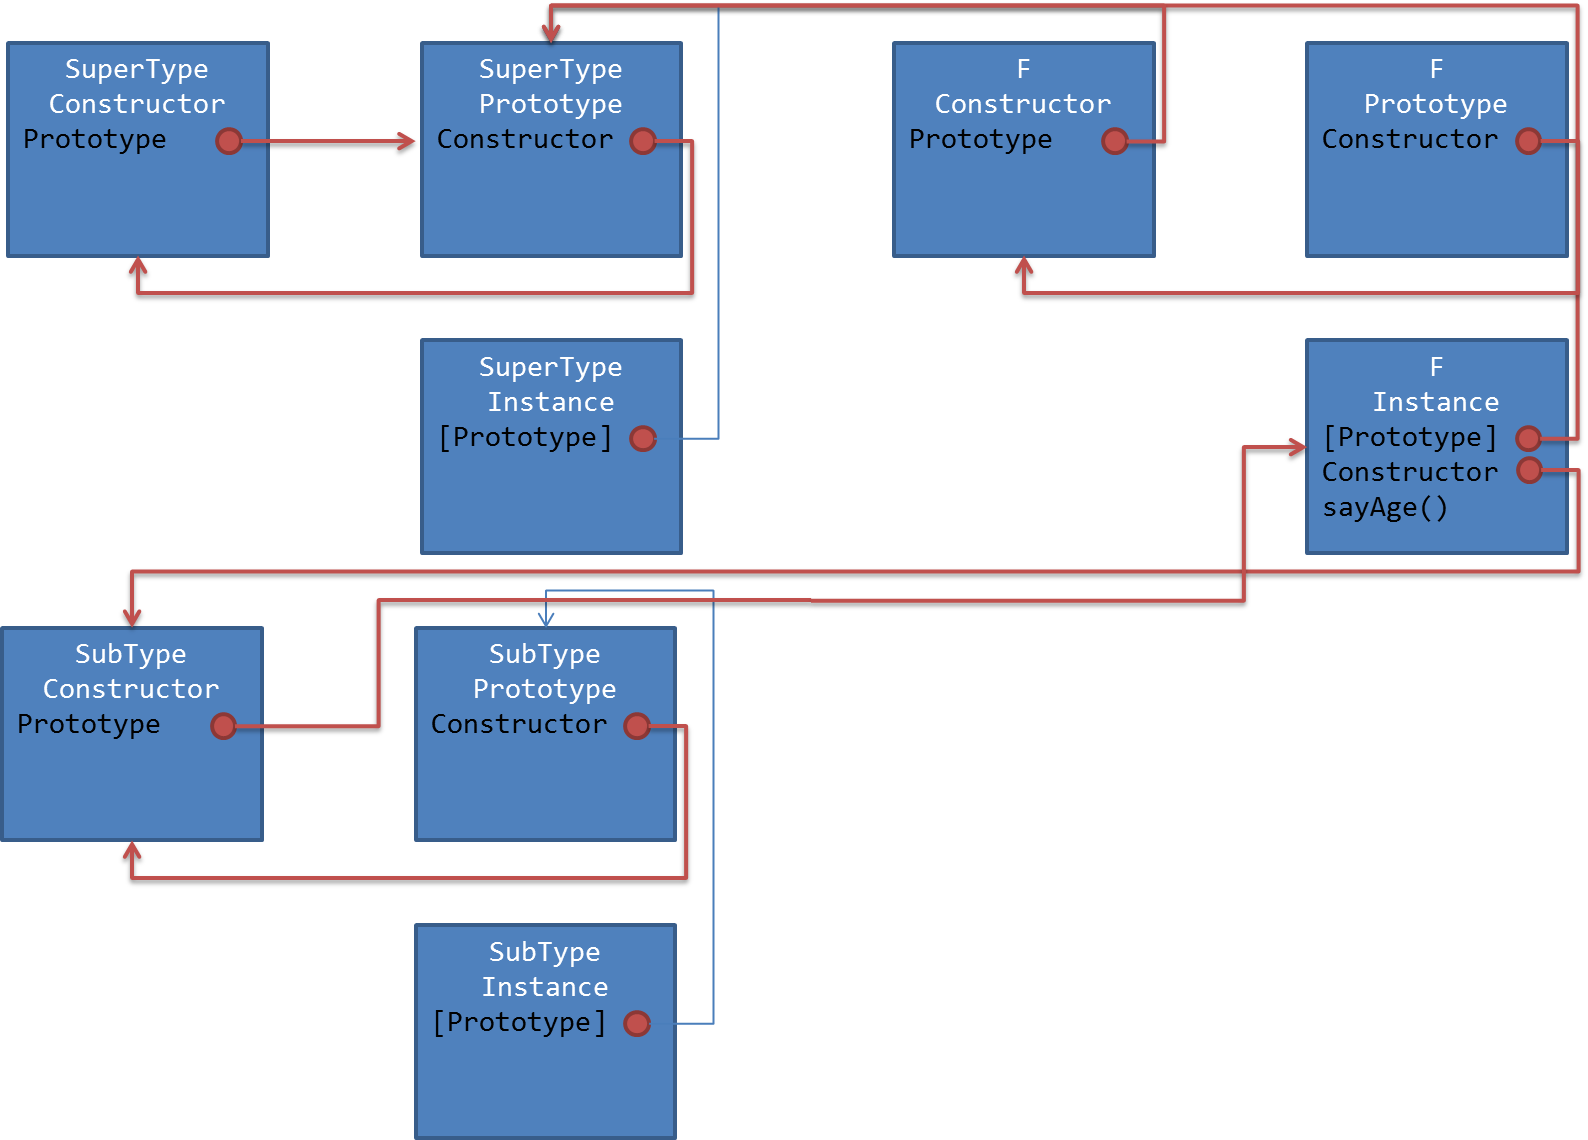 SuperType
Constructor
Prototype
SuperType
Prototype
Constructor
F
Constructor
Prototype
F
Prototype
Constructor
SuperType
Instance
[Prototype]
F
Instance
[Prototype]
Constructor
sayAge()
SubType
Constructor
Prototype
SubType
Prototype
Constructor
SubType
Instance
[Prototype]